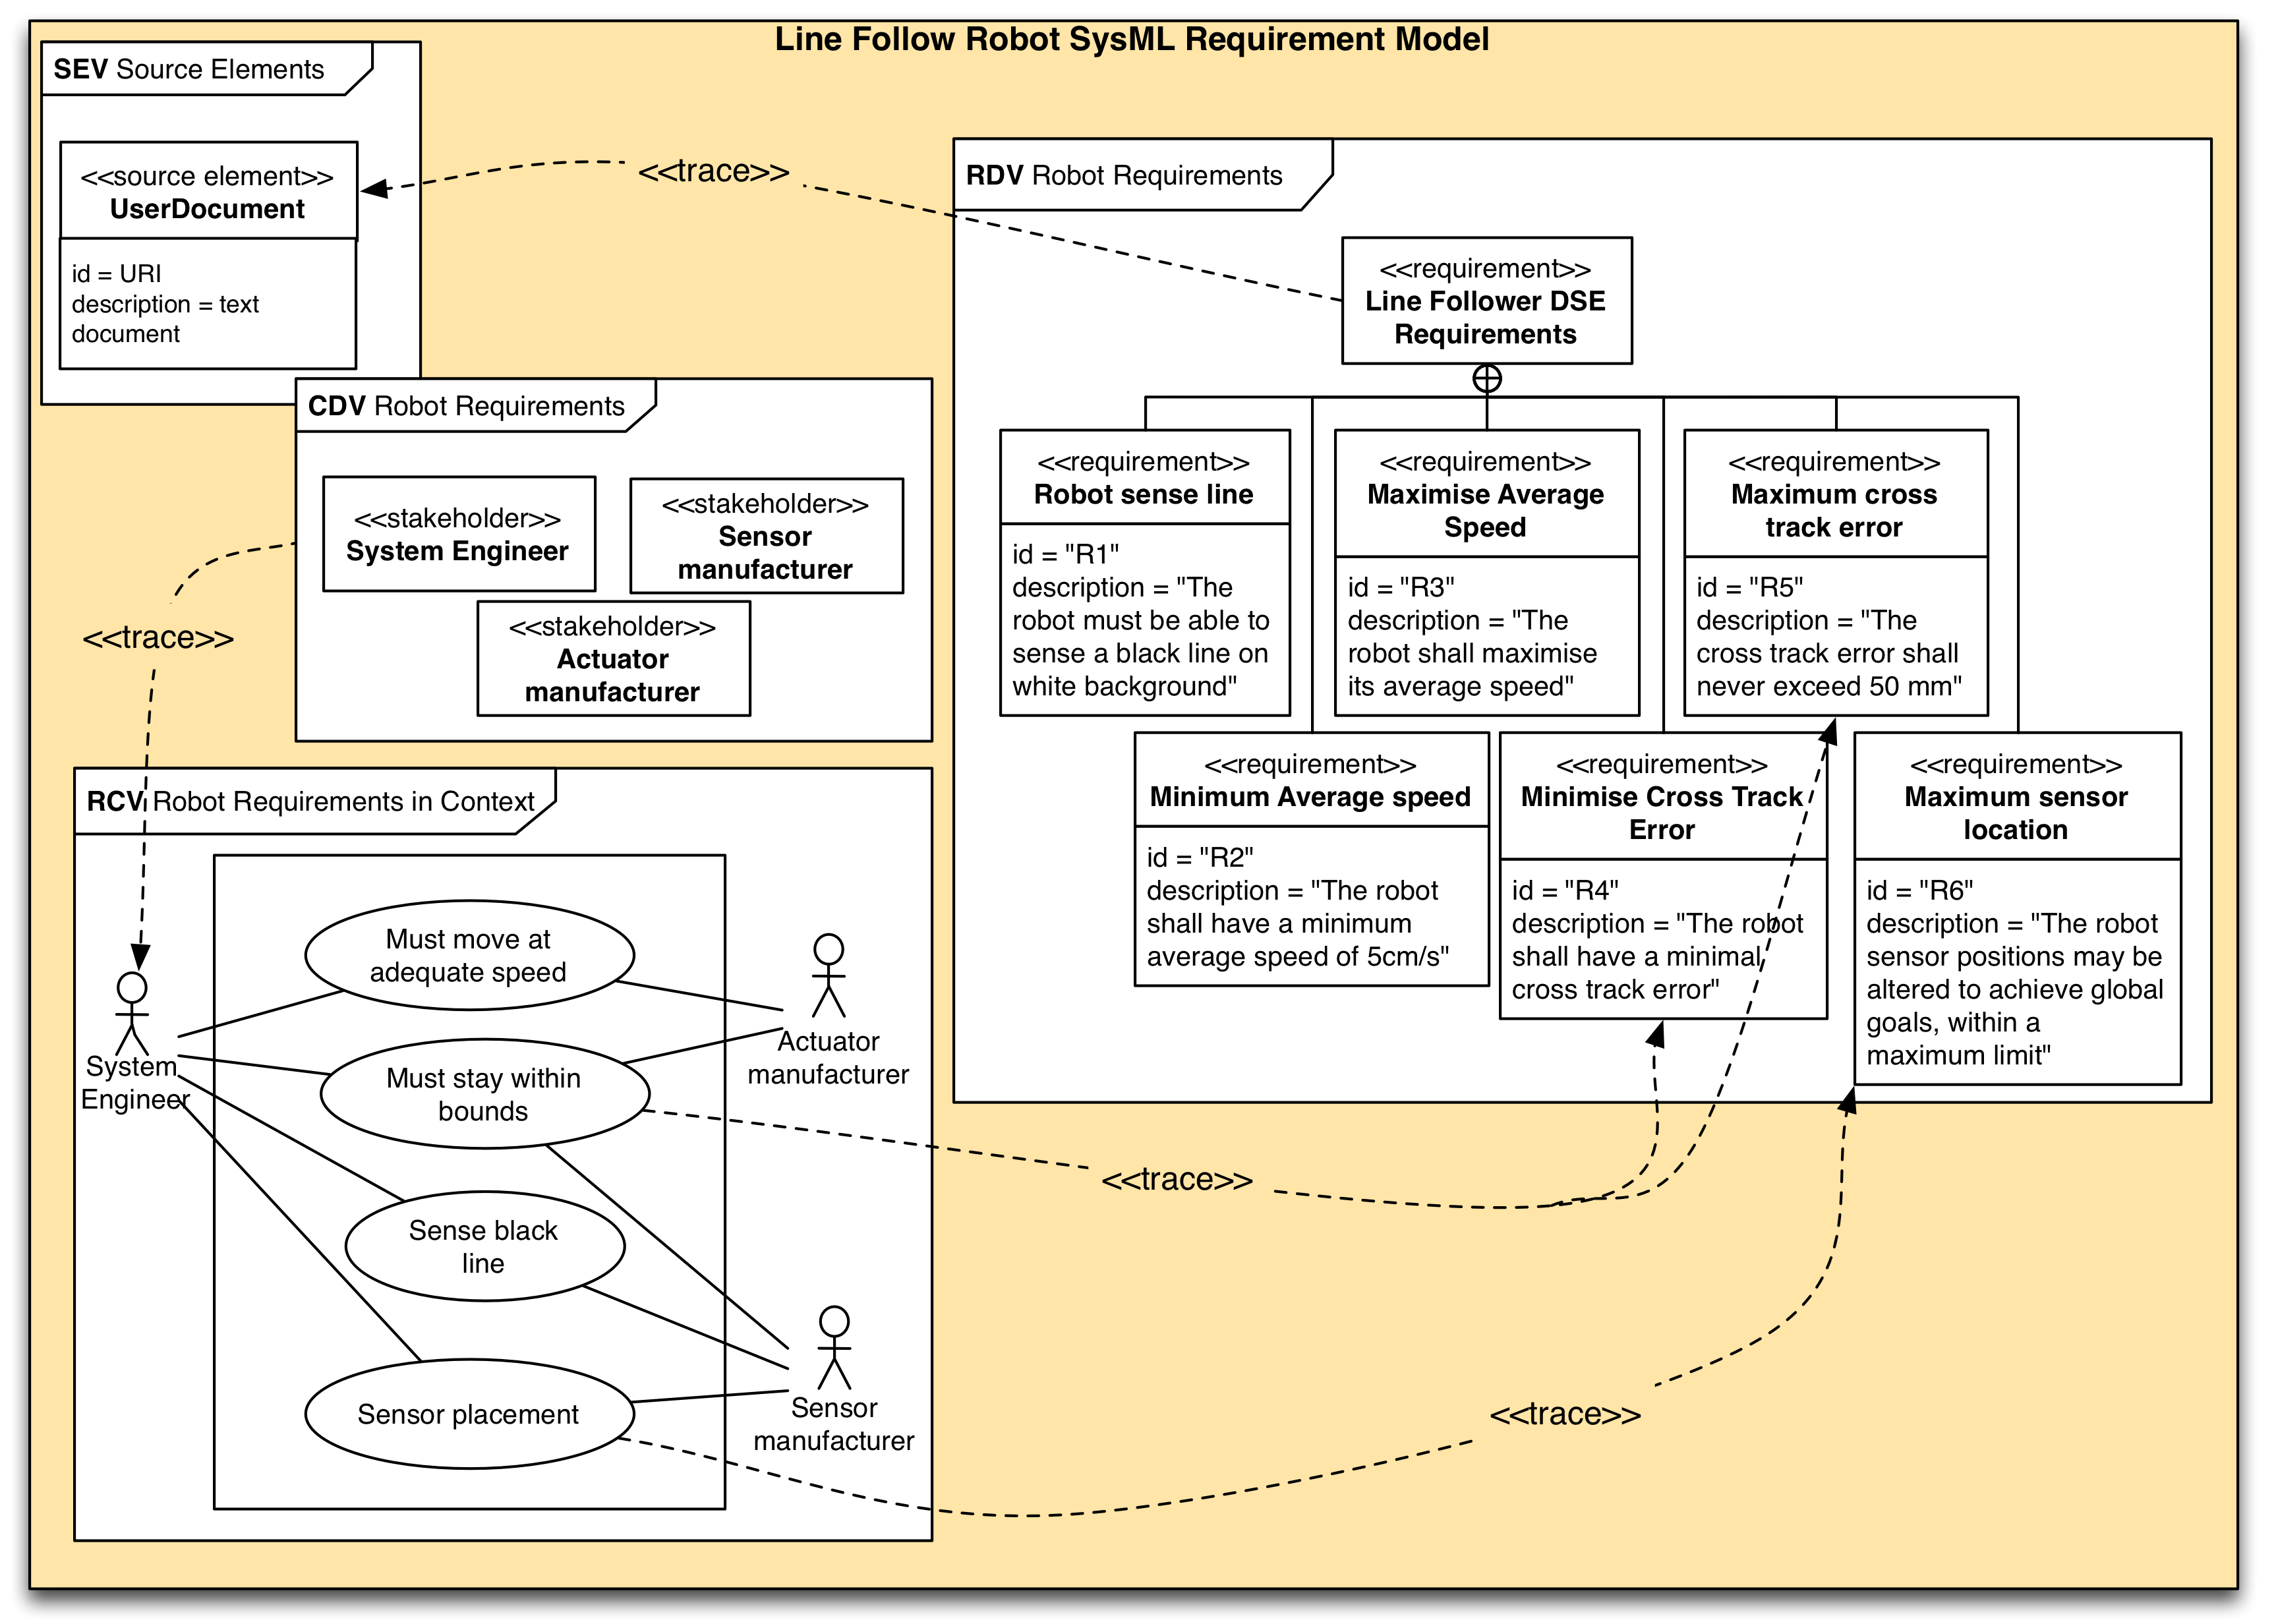 Line Follow Robot SysML Requirement Model
SEV Source Elements
<<source element>>
UserDocument
id = URI
description = text
document
<<trace>>
CDV Robot Requirements
<<stakeholder>>
System Engineer
<<stakeholder>>
Sensor
manufacturer
<<stakeholder>>
Actuator
manufacturer
<<trace>>
RCV Robot Requirements in Context
Must move at
adequate speed
Must stay within
bounds
Sense black
line
Sensor placement
System
Engineer
Actuator
manufacturer
Sensor
manufacturer
RDV Robot Requirements
<<requirement>>
Line Follower DSE
Requirements
<<requirement>>
Robot sense line
id = "R1"
description = "The
robot must be able to
sense a black line on
white background"
<<requirement>>
Maximise Average
Speed
id = "R3"
description = "The
robot shall maximise
its average speed"
<<requirement>>
Maximum cross
track error
id = "R5"
description = "The
cross track error shall
never exceed 50 mm"
<<requirement>>
Minimum Average speed
id = "R2"
description = "The robot
shall have a minimum
average speed of 5cm/s"
<<requirement>>
Minimise Cross Track
Error
id = "R4"
description = "The robot
shall have a minimal
cross track error"
<<requirement>>
Maximum sensor
location
id = "R6"
description = "The robot
sensor positions may be
altered to achieve global
goals, within a
maximum limit"
<<trace>>
<<trace>>